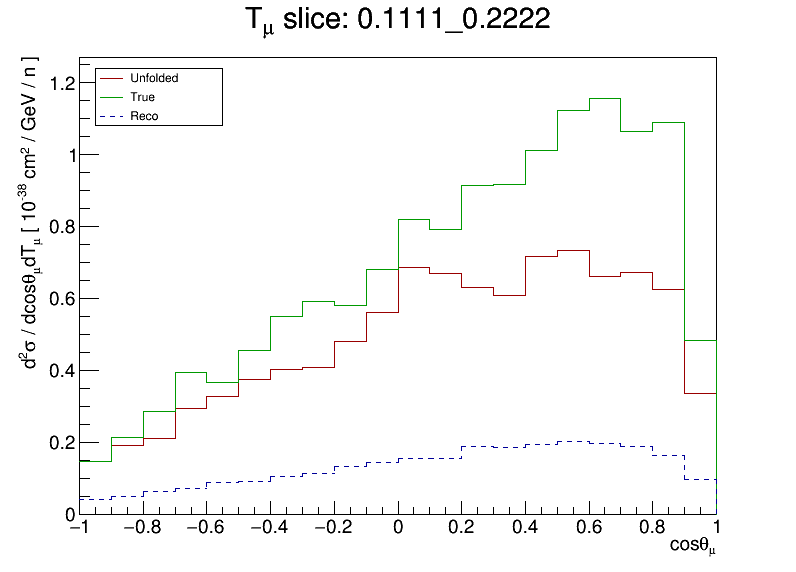 Tμ slice: 0.1111_0.2222
d²σ / dcosθμdTμ [ 10⁻³⁸ cm² / GeV / n ]
1.2
1
0.8
0.6
0.4
0.2
0
Unfolded
True
Reco
−1 −0.8 −0.6 −0.4 −0.2 0 0.2 0.4 0.6 0.8 1
cosθμ